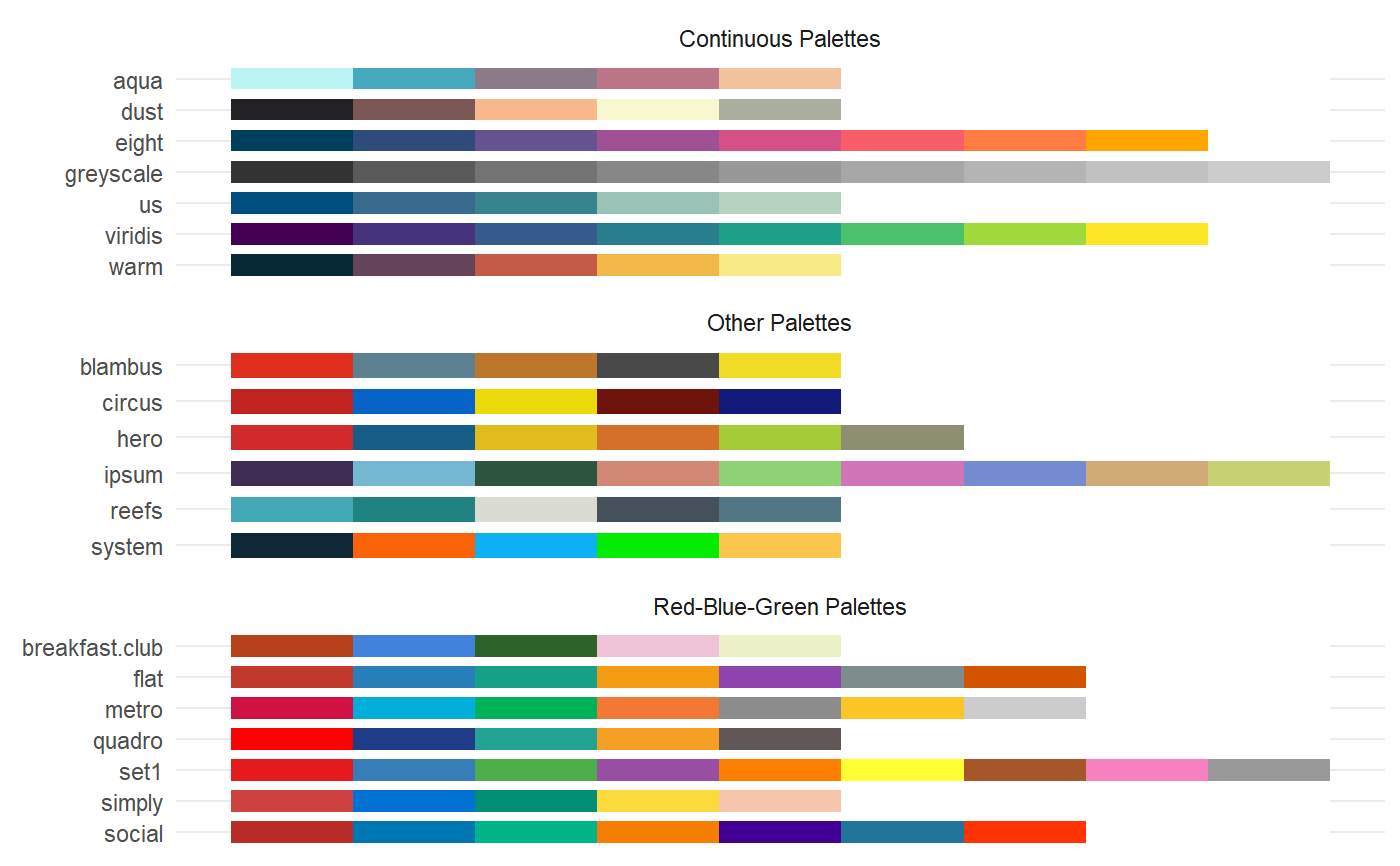 Continuous Palettes
aqua
dust
eight
greyscale
us
viridis
warm
Other Palettes
blambus
circus
hero
ipsum
reefs
system
Red-Blue-Green Palettes
breakfast.club
flat
metro
quadro
set1
simply
social